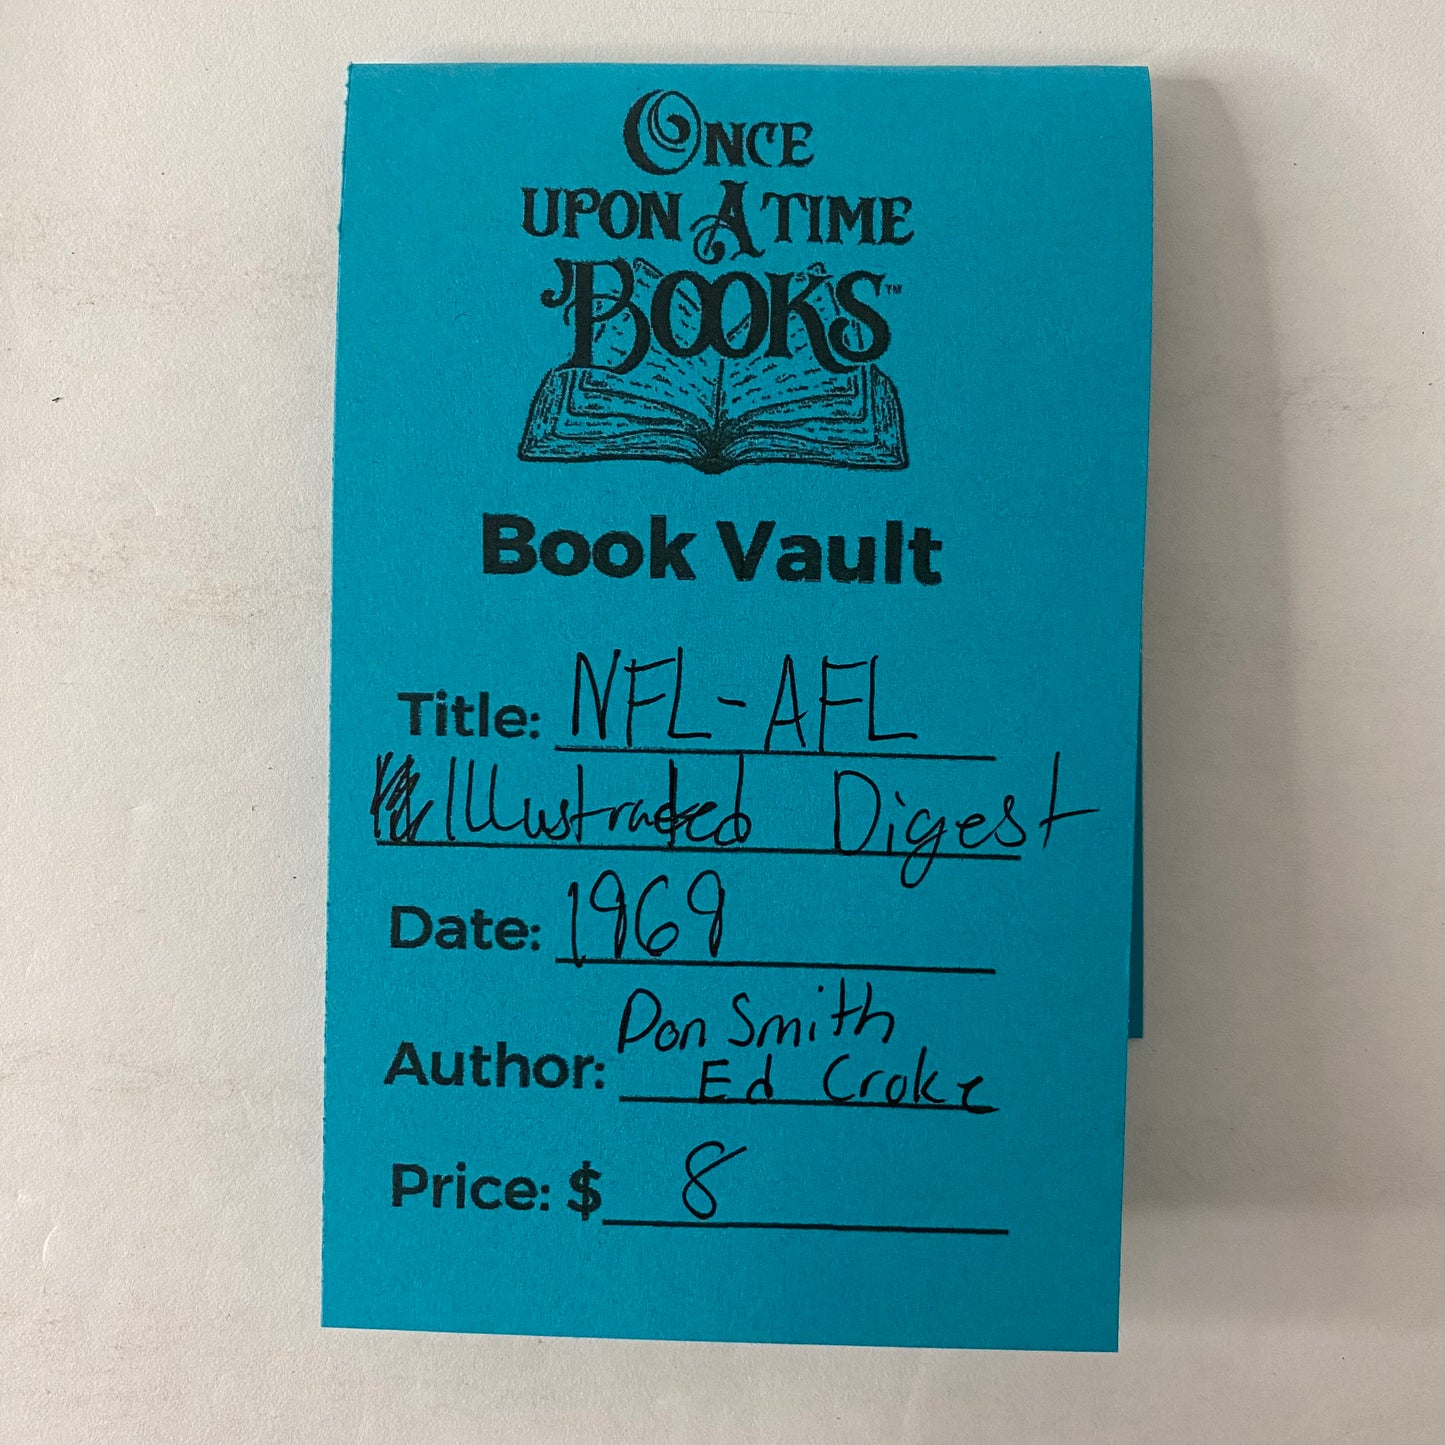 ONCE
UPON A TIME
BOOKS™
Book Vault
Title: NFL-AFL
Illustrated Digest
Date: 1969
Don Smith
Author: Ed Croke
Price: $ 8